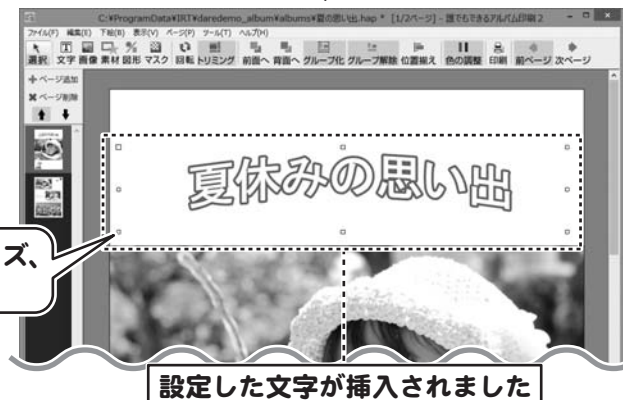 C:¥ProgramData¥IRT¥daredemo_album¥albums¥夏の思い出.hap * [1/2ページ] - 誰でもできるアルバム印刷 2
ファイル(F) 編集(E) 下絵(B) 表示(V) ページ(P) ツール(T) ヘルプ(H)
選択 文字 画像 素材 図形 マスク 回転 トリミング 前面へ 背面へ グループ化 グループ解除 位置揃え 色の調整 印刷 前ページ 次ページ
ページ追加
ページ削除
夏休みの思い出
ズ、
設定した文字が挿入されました